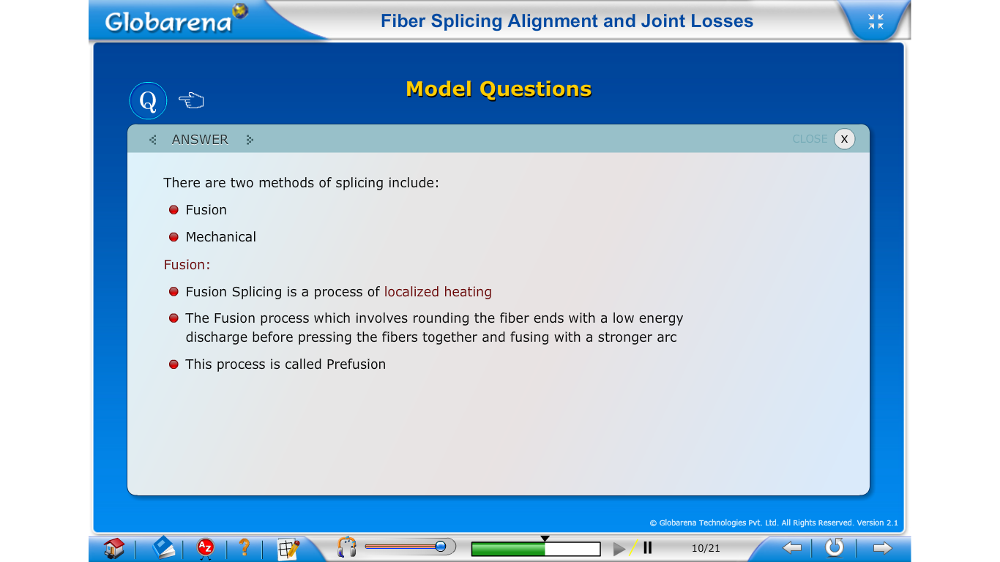 Globarena
Fiber Splicing Alignment and Joint Losses
Q
Model Questions
ANSWER
CLOSE X
There are two methods of splicing include:
Fusion
Mechanical
Fusion:
Fusion Splicing is a process of localized heating
The Fusion process which involves rounding the fiber ends with a low energy
discharge before pressing the fibers together and fusing with a stronger arc
This process is called Prefusion
© Globarena Technologies Pvt. Ltd. All Rights Reserved. Version 2.1
AZ
?
10/21